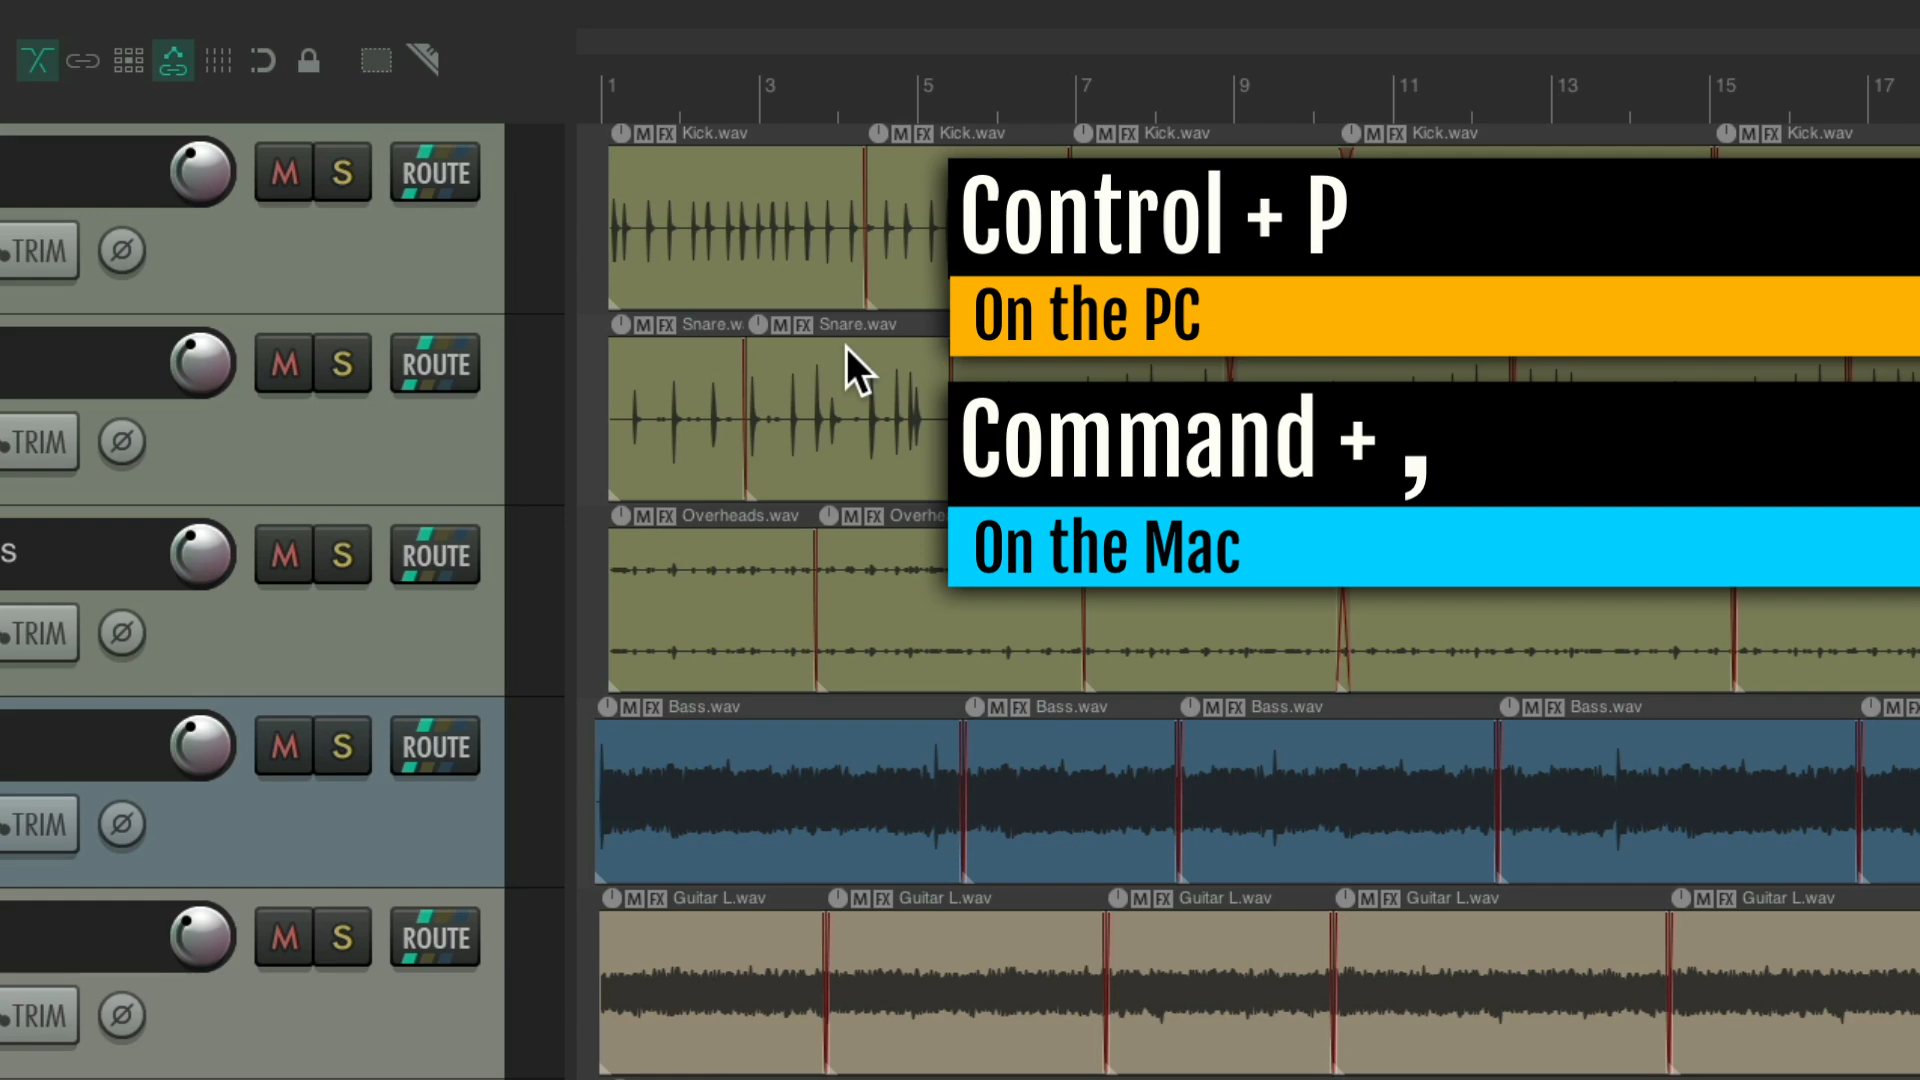 1 3 5 7 9 11 13 15 17
M FX Kick.wav M FX Kick.wav M FX Kick.wav M FX Kick.wav M FX Kick.wav
M S ROUTE
Control + P
TRIM
On the PC
M FX Snare.w M FX Snare.wav
M S ROUTE
Command + ,
TRIM
M FX Overheads.wav M FX Overhe
On the Mac
s M S ROUTE
TRIM
M FX Bass.wav M FX Bass.wav M FX Bass.wav M FX Bass.wav M F
M S ROUTE
TRIM
M FX Guitar L.wav M FX Guitar L.wav M FX Guitar L.wav M FX Guitar L.wav M FX Guitar L.wav
M S ROUTE
TRIM